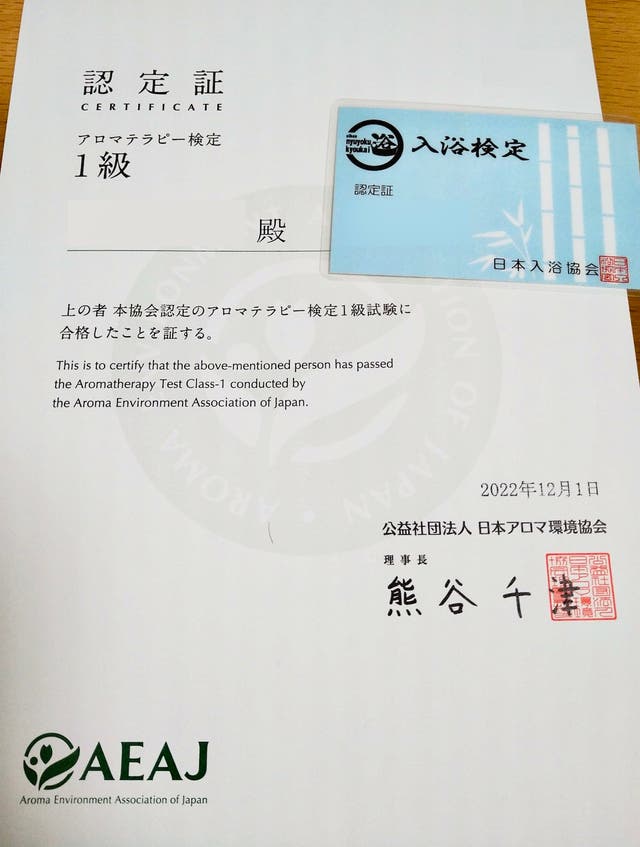 認定証
CERTIFICATE
アロマテラピー検定
1級
殿
上の者 本協会認定のアロマテラピー検定1級試験に
合格したことを証する。
This is to certify that the above-mentioned person has passed
the Aromatherapy Test Class-1 conducted by
the Aroma Environment Association of Japan.
2022年12月1日
公益社団法人 日本アロマ環境協会
理事長
熊谷千津
AEAJ
Aroma Environment Association of Japan
nyuyoku
kyoukai
浴
入浴検定
認定証
日本入浴協会